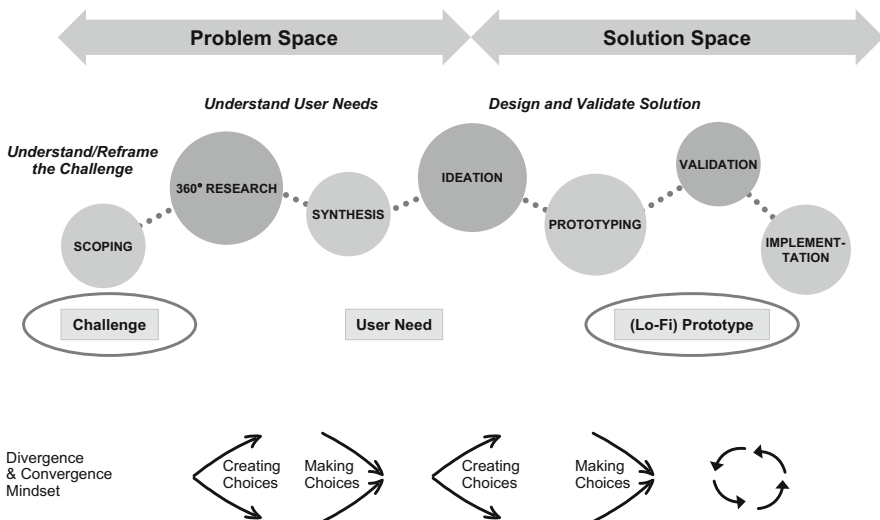 Problem Space
Solution Space
Understand User Needs
Design and Validate Solution
Understand/Reframe
the Challenge
SCOPING
360° RESEARCH
SYNTHESIS
IDEATION
PROTOTYPING
VALIDATION
IMPLEMENT-
TATION
Challenge
User Need
(Lo-Fi) Prototype
Divergence
& Convergence
Mindset
Creating
Choices
Making
Choices
Creating
Choices
Making
Choices